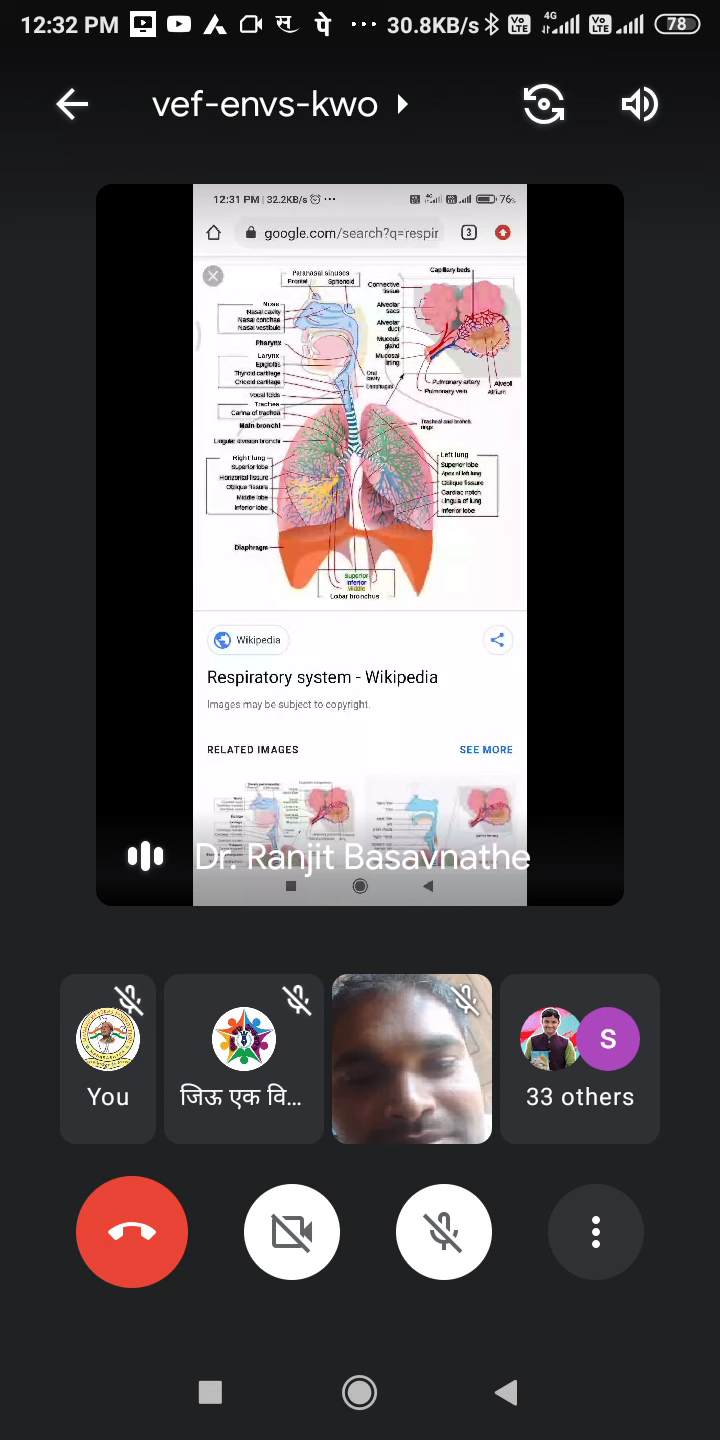 12:32 PM ... 30.8KB/s 4G 78
vef-envs-kwo
12:31 PM | 32.2KB/s ... 76%
google.com/search?q=respir 3
Paranasal sinuses
Frontal Sphenoid
Nose
Nasal cavity
Nasal conchae
Nasal vestibule
Pharynx
Larynx
Epiglottis
Thyroid cartilage
Cricoid cartilage
Vocal folds
Trachea
Carina of trachea
Main bronchi
Lingular division bronchi
Right lung
Superior lobe
Horizontal fissure
Oblique fissure
Middle lobe
Inferior lobe
Diaphragm
Capillary beds
Connective
tissue
Alveolar
sacs
Alveolar
duct
Mucous
gland
Mucosal
lining
Pulmonary artery
Pulmonary vein
Alveoli
Atrium
Oral
cavity
Esophagus
Tracheal and bronch
rings
Left lung
Superior lobe
Apex of left lung
Oblique fissure
Cardiac notch
Lingula of lung
Inferior lobe
Superior
Inferior
Middle
Lobar bronchus
Wikipedia
Respiratory system - Wikipedia
Images may be subject to copyright.
RELATED IMAGES SEE MORE
Dr. Ranjit Basavnathe
You
जिऊ एक वि...
S
33 others